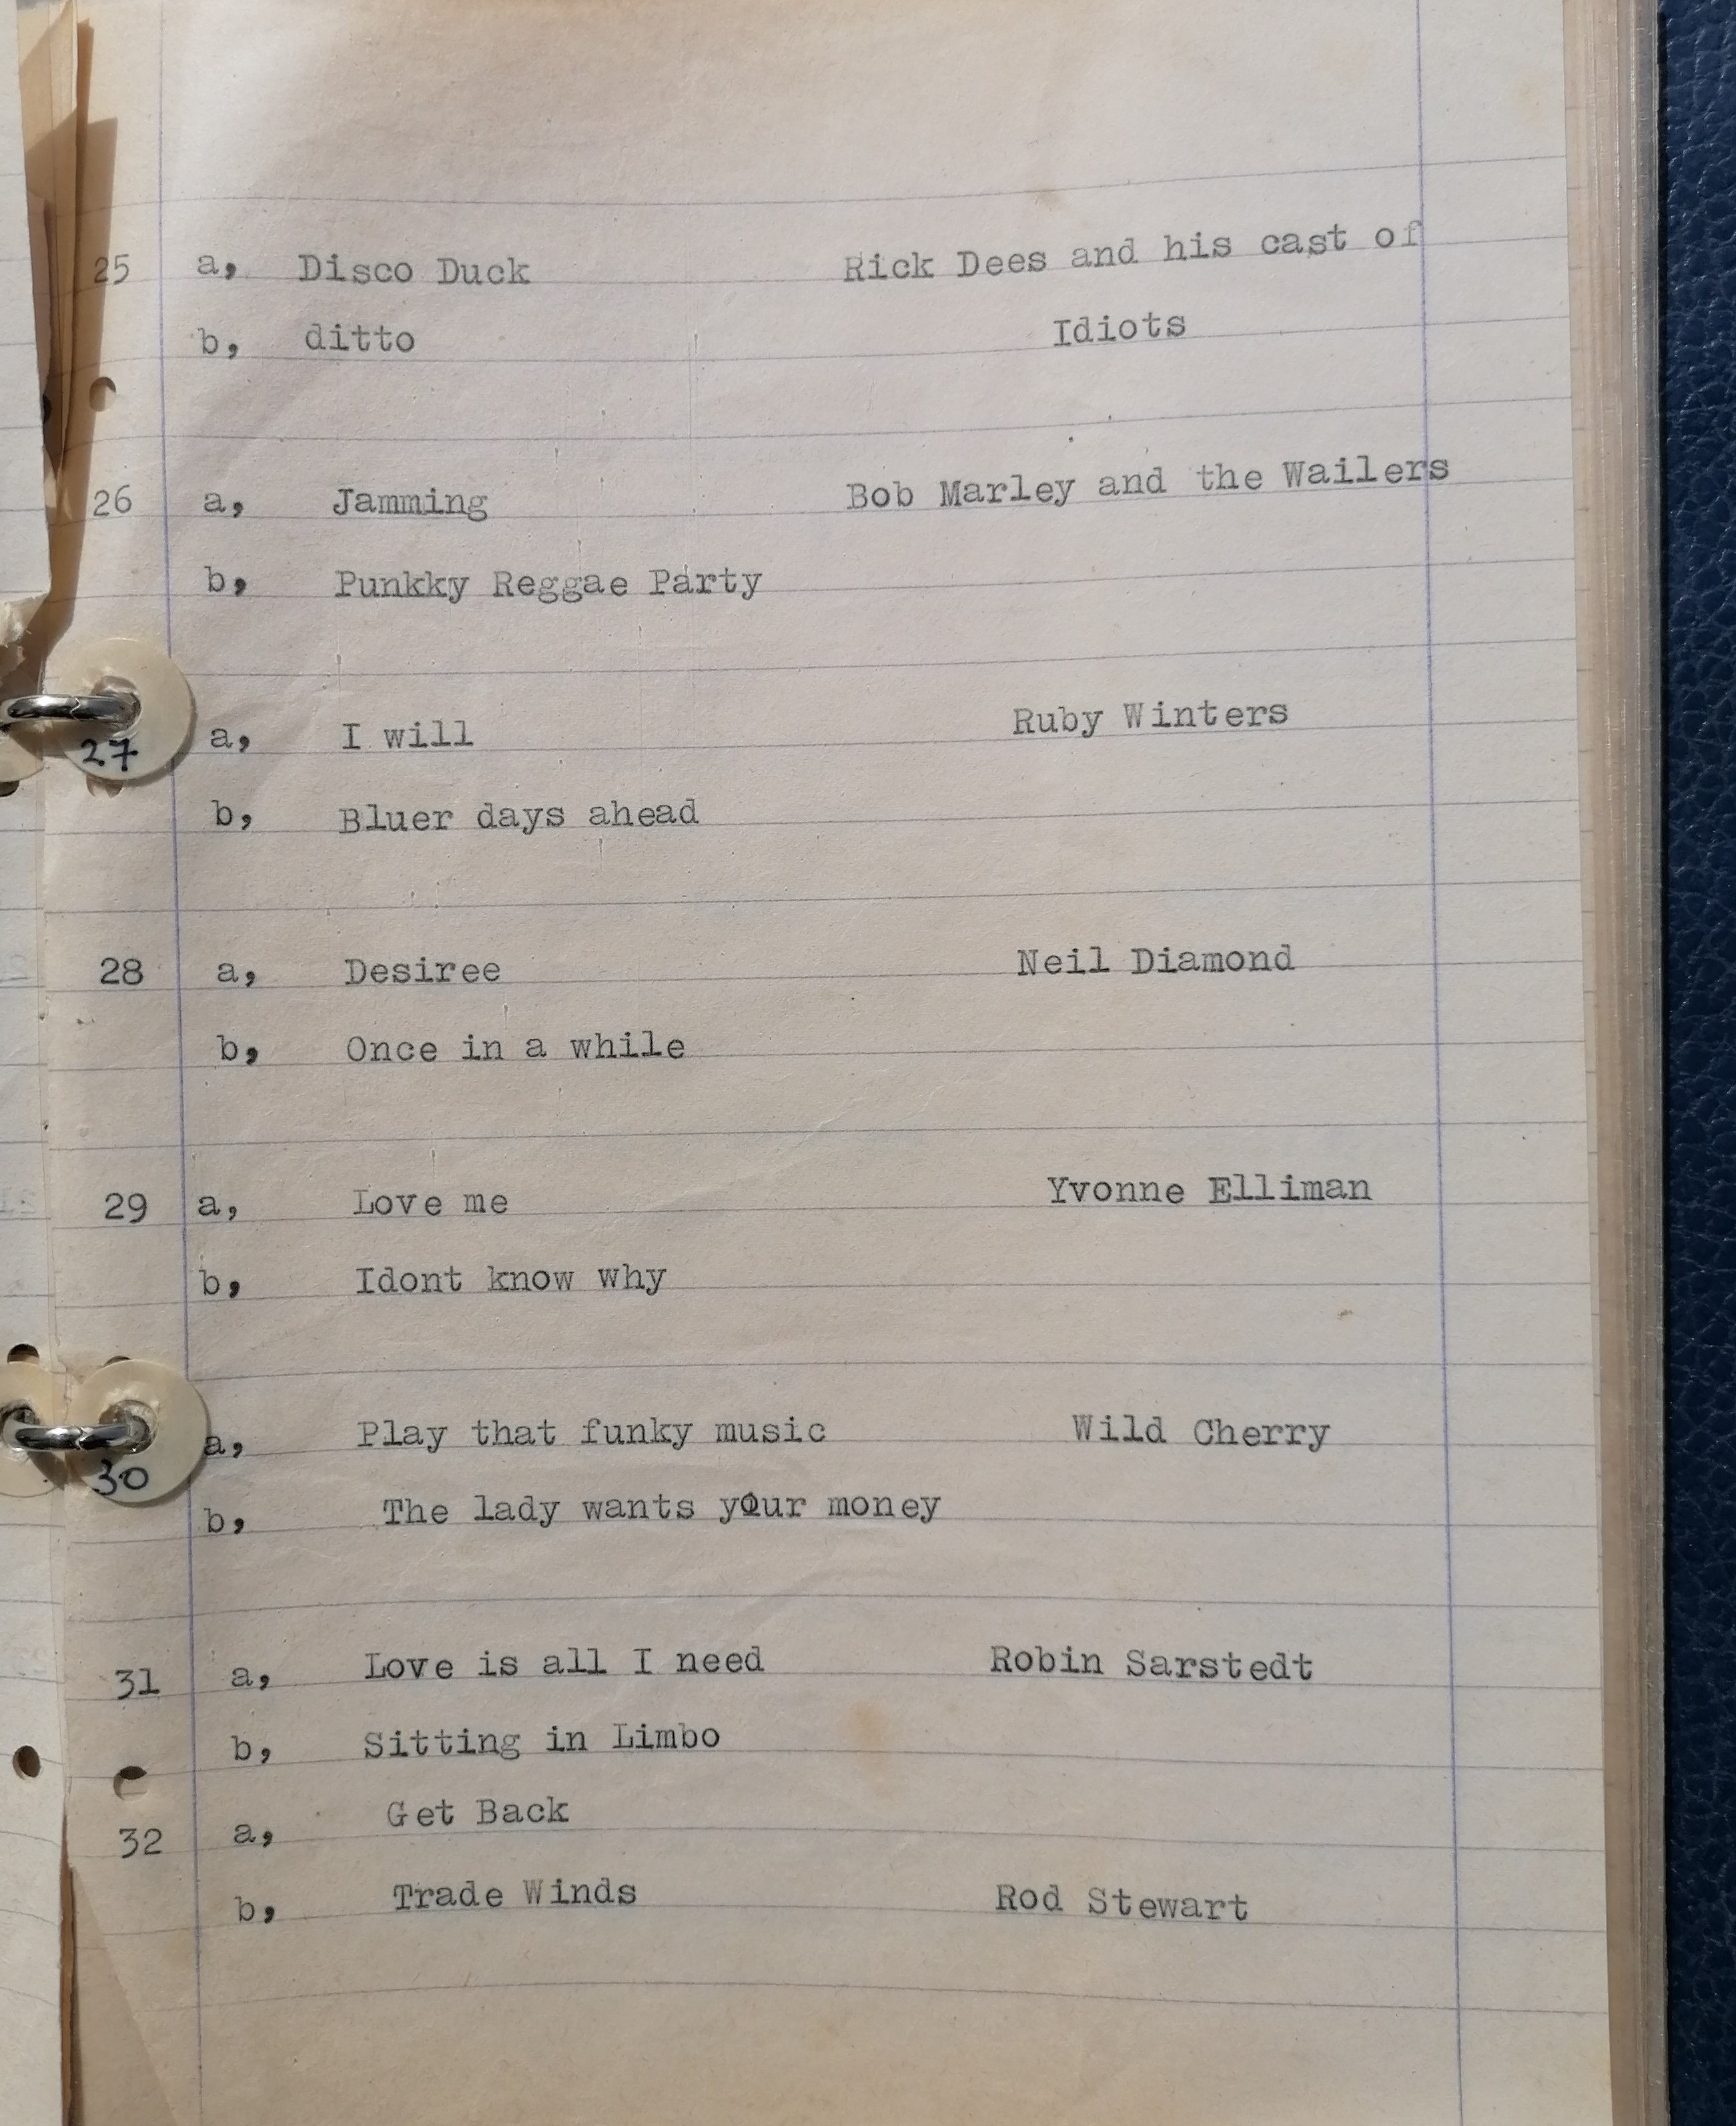 25 a, Disco Duck Rick Dees and his cast of
b, ditto Idiots
26 a, Jamming Bob Marley and the Wailers
b, Punkky Reggae Party
27 a, I will Ruby Winters
b, Bluer days ahead
28 a, Desiree Neil Diamond
b, Once in a while
29 a, Love me Yvonne Elliman
b, Idont know why
30 a, Play that funky music Wild Cherry
b, The lady wants your money
31 a, Love is all I need Robin Sarstedt
b, Sitting in Limbo
32 a, Get Back
b, Trade Winds Rod Stewart